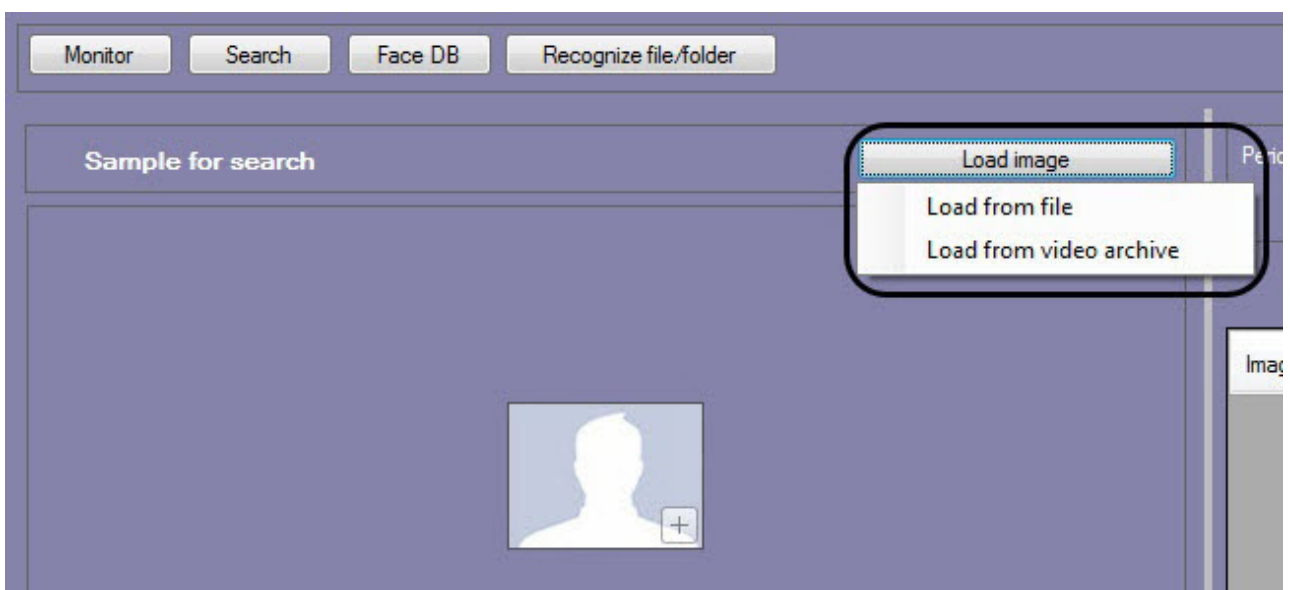 Monitor Search Face DB Recognize file/folder
Sample for search
Load image
Load from file
Load from video archive